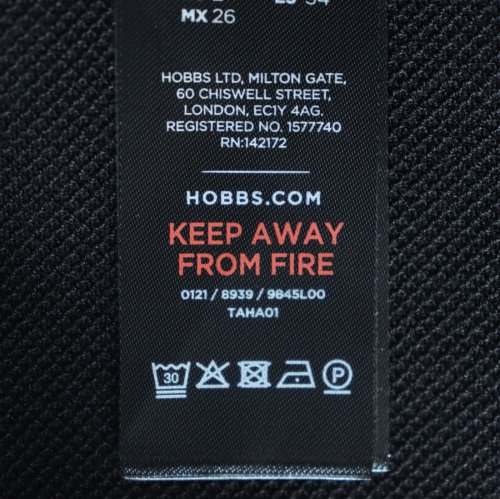 MX 26
HOBBS LTD, MILTON GATE,
60 CHISWELL STREET,
LONDON, EC1Y 4AG.
REGISTERED NO. 1577740
RN:142172
HOBBS.COM
KEEP AWAY
FROM FIRE
0121 / 8939 / 9845L00
TAHA01
30 P